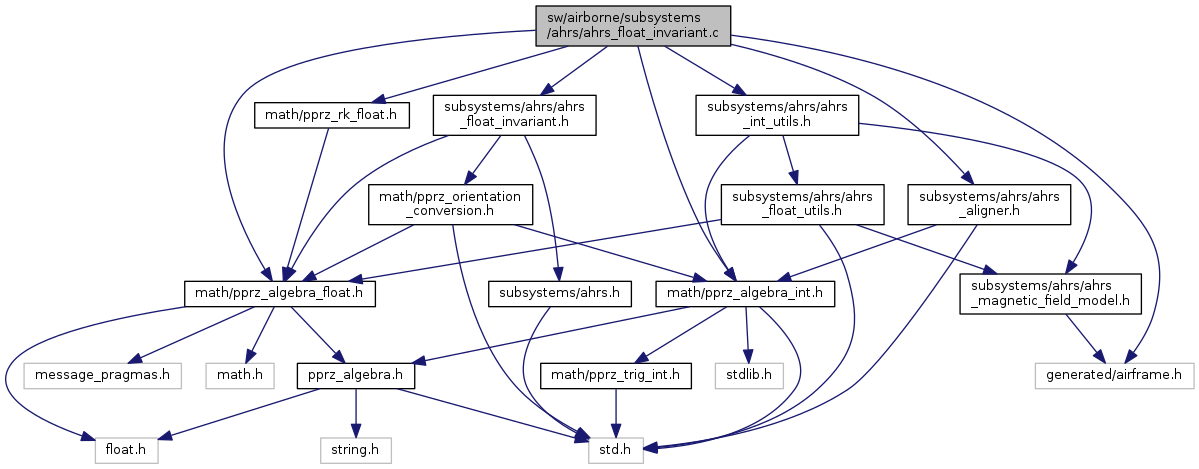 sw/airborne/subsystems
/ahrs/ahrs_float_invariant.c
math/pprz_rk_float.h
subsystems/ahrs/ahrs
_float_invariant.h
subsystems/ahrs/ahrs
_int_utils.h
math/pprz_orientation
_conversion.h
subsystems/ahrs/ahrs
_float_utils.h
subsystems/ahrs/ahrs
_aligner.h
math/pprz_algebra_float.h
subsystems/ahrs.h
math/pprz_algebra_int.h
subsystems/ahrs/ahrs
_magnetic_field_model.h
message_pragmas.h
math.h
pprz_algebra.h
math/pprz_trig_int.h
stdlib.h
generated/airframe.h
float.h
string.h
std.h